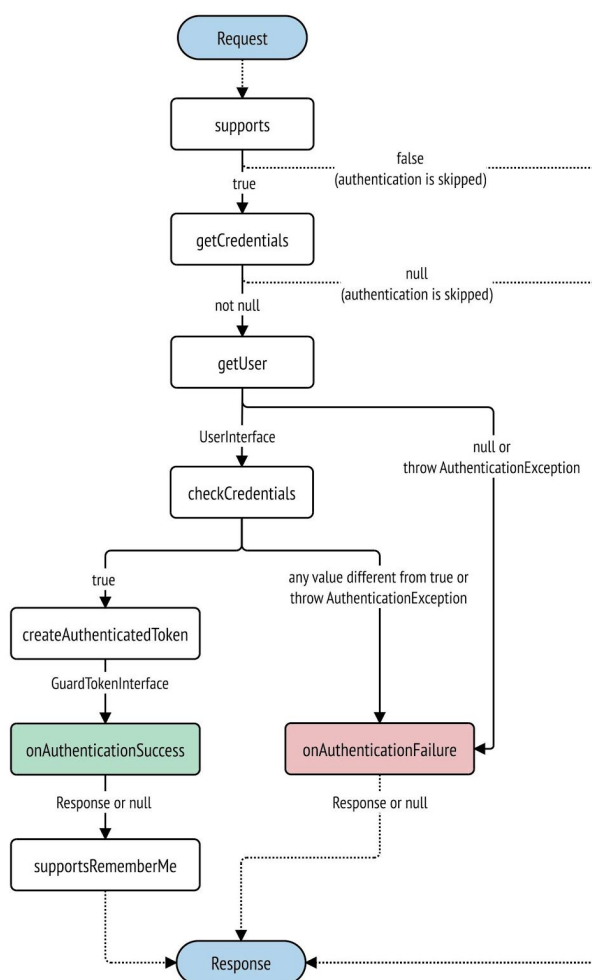 Request
supports
false
(authentication is skipped)
true
getCredentials
null
(authentication is skipped)
not null
getUser
UserInterface
null or
throw AuthenticationException
checkCredentials
true
any value different from true or
throw AuthenticationException
createAuthenticatedToken
GuardTokenInterface
onAuthenticationSuccess
onAuthenticationFailure
Response or null
Response or null
supportsRememberMe
Response